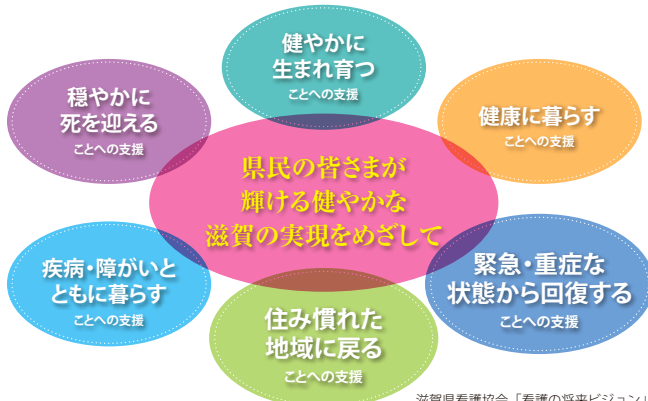 健やかに
生まれ育つ
ことへの支援
穏やかに
死を迎える
ことへの支援
健康に暮らす
ことへの支援
県民の皆さまが
輝ける健やかな
滋賀の実現をめざして
疾病・障がいと
ともに暮らす
ことへの支援
緊急・重症な
状態から回復する
ことへの支援
住み慣れた
地域に戻る
ことへの支援
滋賀県看護協会「看護の将来ビジョン」